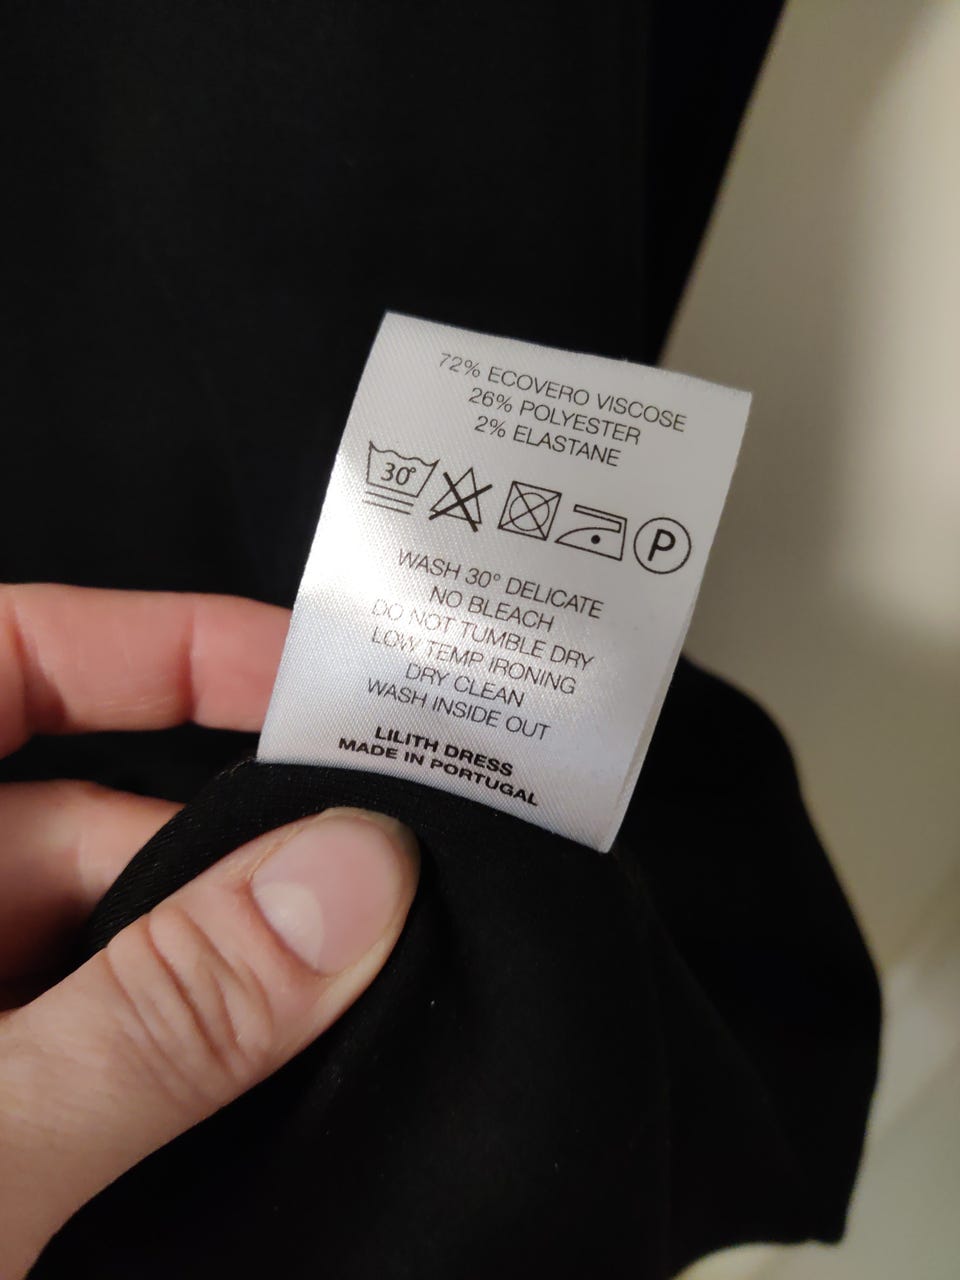 72% ECOVERO VISCOSE
26% POLYESTER
2% ELASTANE
30° P
WASH 30° DELICATE
NO BLEACH
DO NOT TUMBLE DRY
LOW TEMP IRONING
DRY CLEAN
WASH INSIDE OUT
LILITH DRESS
MADE IN PORTUGAL